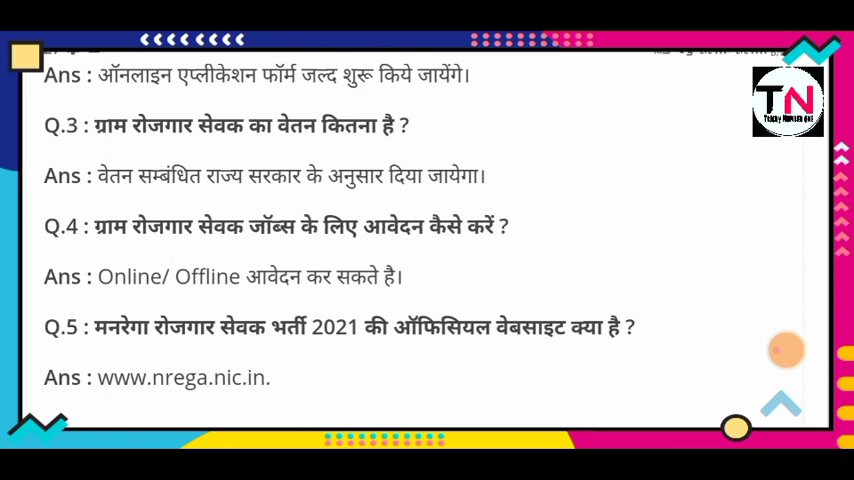 Ans : ऑनलाइन एप्लीकेशन फॉर्म जल्द शुरू किये जायेंगे।
TN
Q.3 : ग्राम रोजगार सेवक का वेतन कितना है ?
Ans : वेतन सम्बंधित राज्य सरकार के अनुसार दिया जायेगा।
Q.4 : ग्राम रोजगार सेवक जॉब्स के लिए आवेदन कैसे करें ?
Ans : Online/ Offline आवेदन कर सकते है।
Q.5 : मनरेगा रोजगार सेवक भर्ती 2021 की ऑफिसियल वेबसाइट क्या है ?
Ans : www.nrega.nic.in.